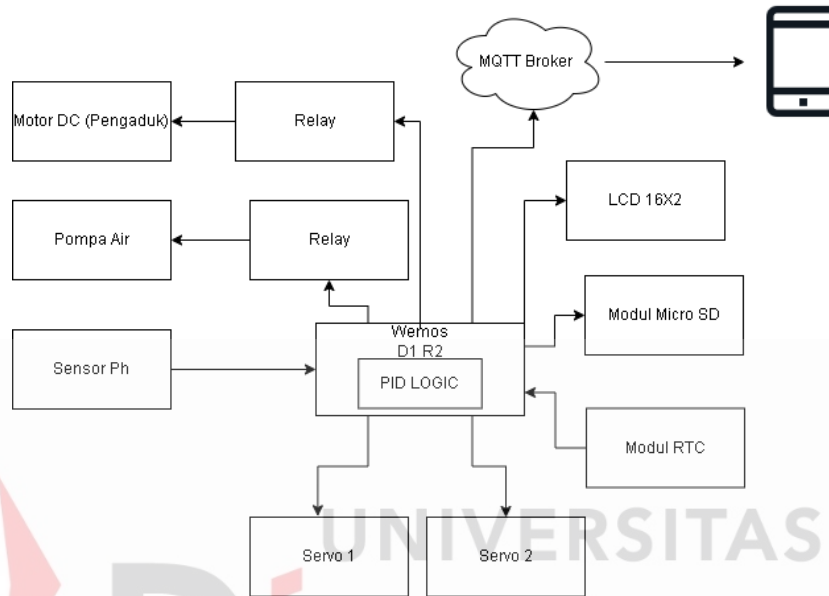 MQTT Broker
Motor DC (Pengaduk)
Relay
LCD 16X2
Pompa Air
Relay
Modul Micro SD
Wemos
D1 R2
PID LOGIC
Sensor Ph
Modul RTC
Servo 1
Servo 2
UNIVERSITAS